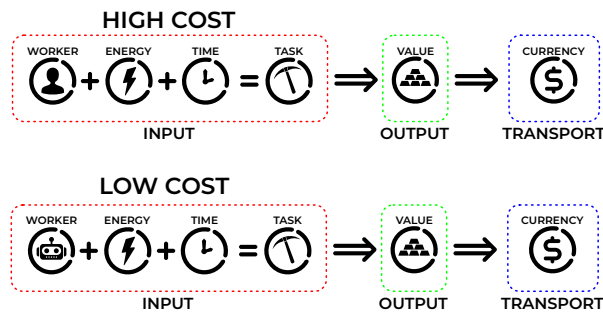 HIGH COST
WORKER ENERGY TIME TASK VALUE CURRENCY
+ + = $
INPUT OUTPUT TRANSPORT
LOW COST
WORKER ENERGY TIME TASK VALUE CURRENCY
+ + = $
INPUT OUTPUT TRANSPORT